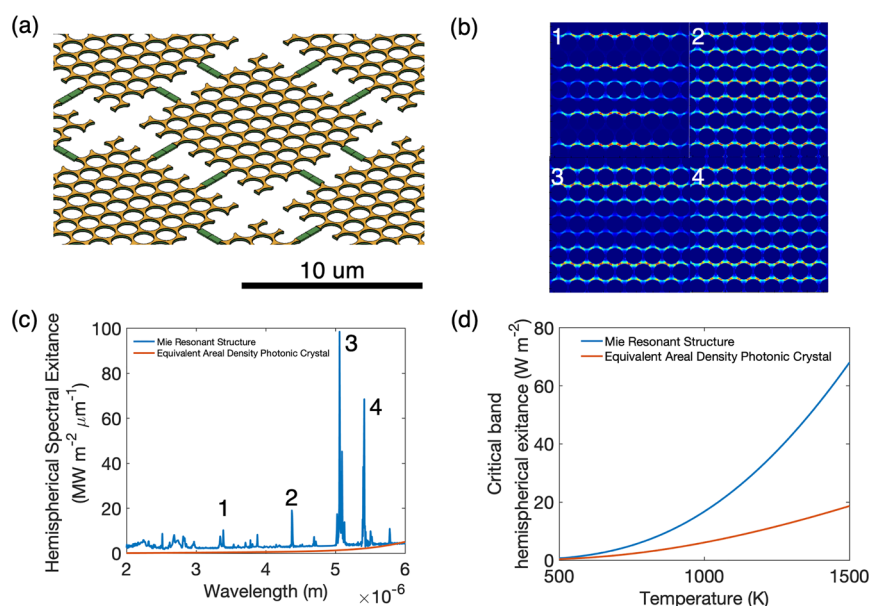 (a)
10 um
(b)
1
2
3
4
(c)
Hemispherical Spectral Exitance
(MW m-2 μm-1)
100
80
60
40
20
0
Mie Resonant Structure
Equivalent Areal Density Photonic Crystal
1
2
3
4
2
3
4
5
6
Wavelength (m)
×10-6
(d)
Critical band
hemispherical exitance (W m-2)
80
60
40
20
0
Mie Resonant Structure
Equivalent Areal Density Photonic Crystal
500
1000
1500
Temperature (K)